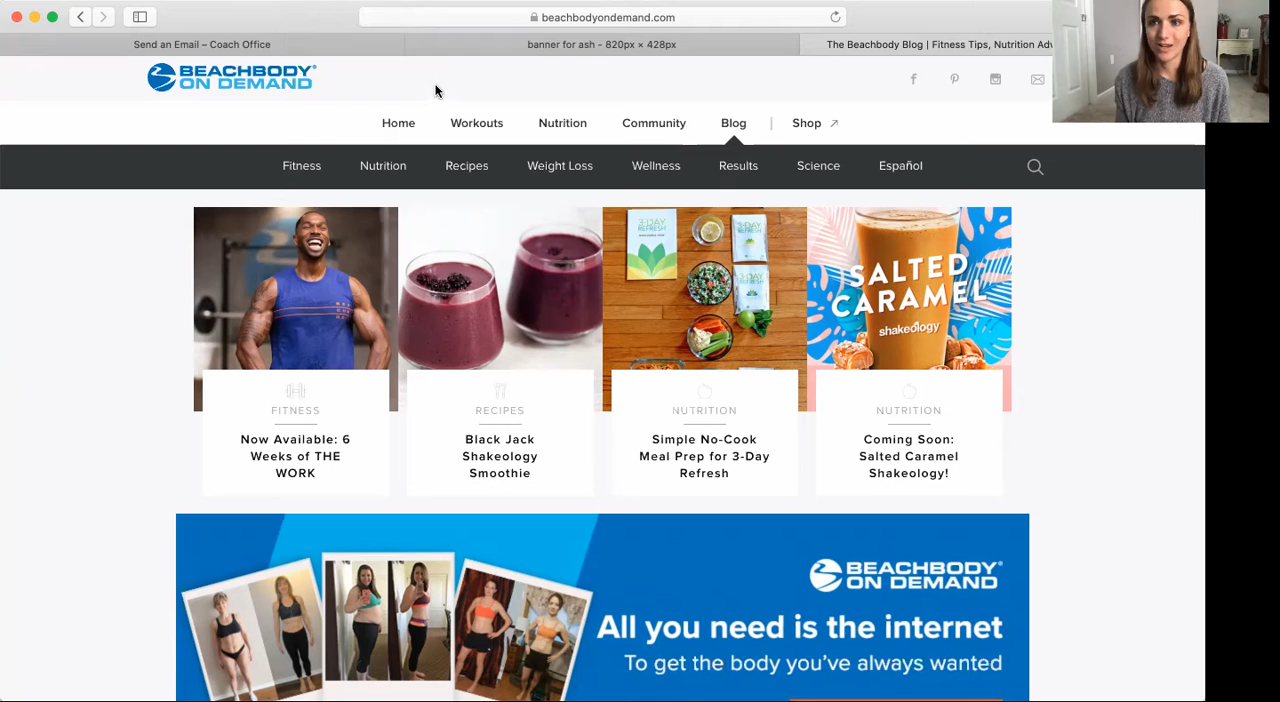 beachbodyondemand.com
Send an Email – Coach Office
banner for ash - 820px × 428px
The Beachbody Blog | Fitness Tips, Nutrition Adv
BEACHBODY®
ON DEMAND
Home Workouts Nutrition Community Blog | Shop
Fitness Nutrition Recipes Weight Loss Wellness Results Science Español
3-DAY
REFRESH
SALTED
CARAMEL
shakeology
FITNESS
Now Available: 6
Weeks of THE
WORK
RECIPES
Black Jack
Shakeology
Smoothie
NUTRITION
Simple No-Cook
Meal Prep for 3-Day
Refresh
NUTRITION
Coming Soon:
Salted Caramel
Shakeology!
BEACHBODY®
ON DEMAND
All you need is the internet
To get the body you've always wanted